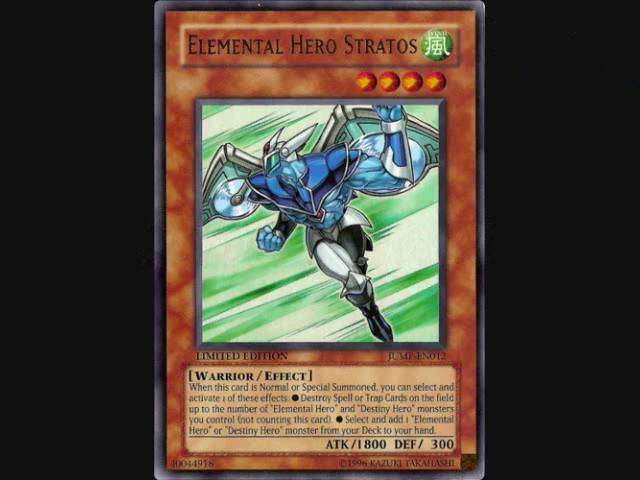 Elemental Hero Stratos
WIND
風
LIMITED EDITION JUMP-EN012
[Warrior/Effect]
When this card is Normal or Special Summoned, you can select and
activate 1 of these effects: ●Destroy Spell or Trap Cards on the field
up to the number of "Elemental Hero" and "Destiny Hero" monsters
you control (not counting this card). ●Select and add 1 "Elemental
Hero" or "Destiny Hero" monster from your Deck to your hand.
ATK/1800 DEF/ 300
40044918 ©1996 KAZUKI TAKAHASHI